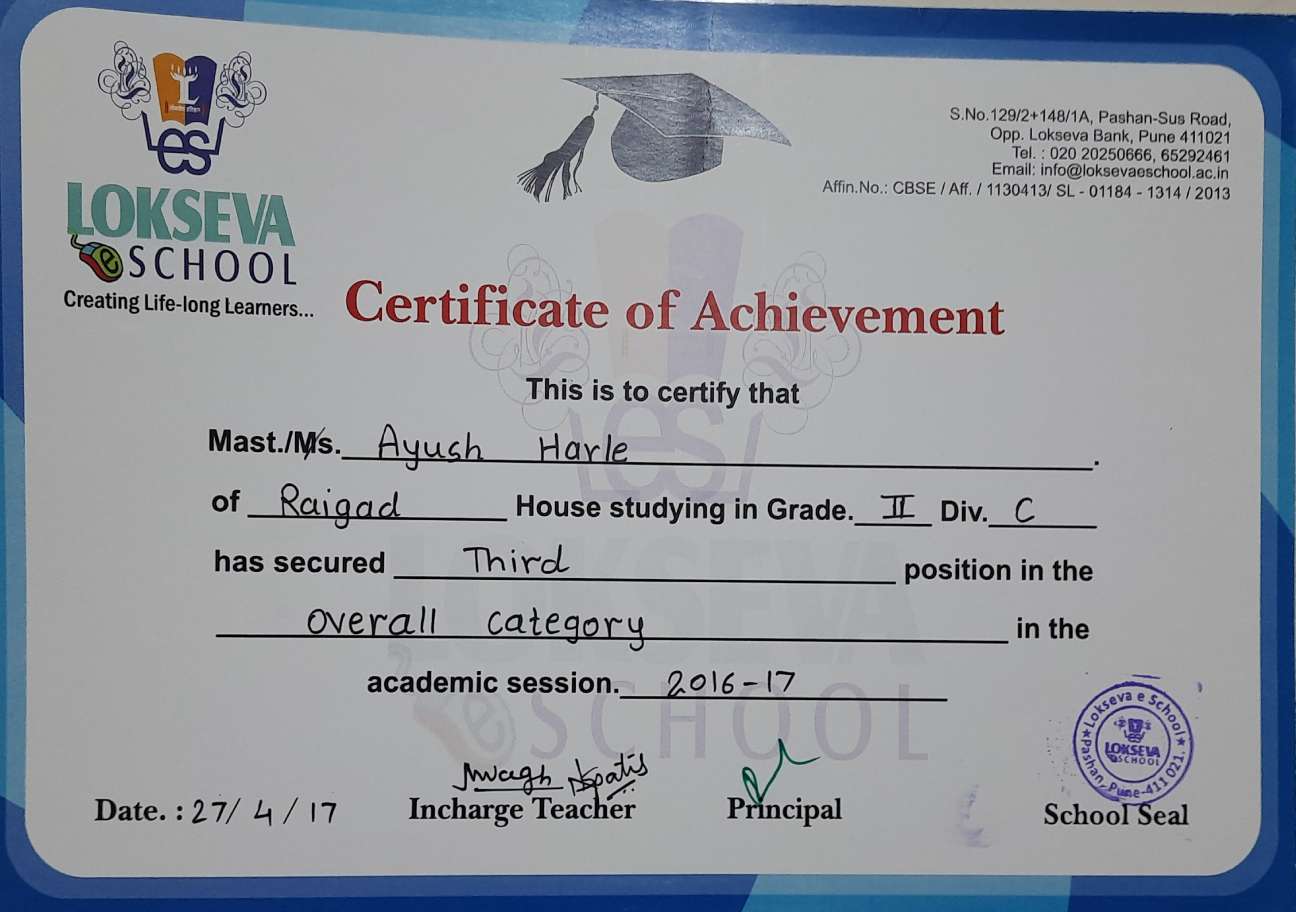 L
es
LOKSEVA
e SCHOOL
Creating Life-long Learners...
S.No.129/2+148/1A, Pashan-Sus Road,
Opp. Lokseva Bank, Pune 411021
Tel. : 020 20250666, 65292461
Email: info@loksevaeschool.ac.in
Affin.No.: CBSE / Aff. / 1130413/ SL - 01184 - 1314 / 2013
Certificate of Achievement
This is to certify that
Mast./Ms. Ayush Harle.
of Raigad House studying in Grade. II Div. C
has secured Third position in the
overall category in the
academic session. 2016-17
Date. : 27/4/17
Incharge Teacher
Principal
Lokseva e School
LOKSEVA
e SCHOOL
Pashan, Pune-411 021.
School Seal